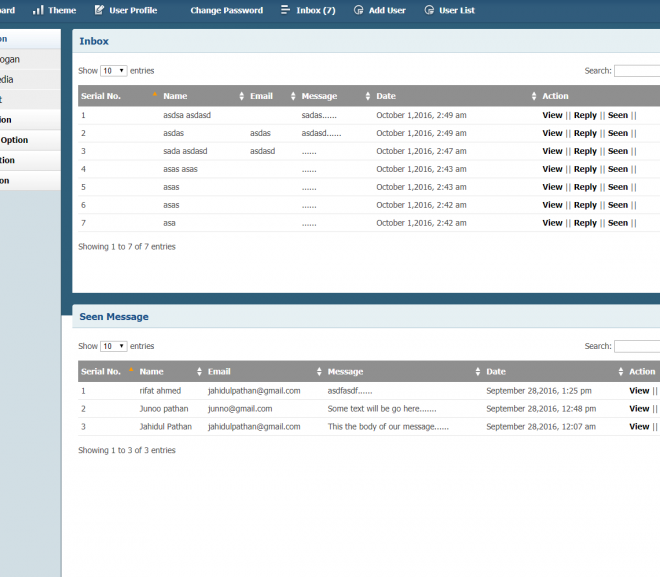 oard Theme User Profile Change Password Inbox (7) Add User User List
on
ogan
edia
t
ion
Option
tion
on
Inbox
Show 10 entries Search:
Serial No. Name Email Message Date Action
1 asdsa asdasd sadas...... October 1,2016, 2:49 am View || Reply || Seen ||
2 asdas asdas asdasd...... October 1,2016, 2:49 am View || Reply || Seen ||
3 sada asdasd asdasd ...... October 1,2016, 2:47 am View || Reply || Seen ||
4 asas asas ...... October 1,2016, 2:43 am View || Reply || Seen ||
5 asas ...... October 1,2016, 2:43 am View || Reply || Seen ||
6 asas ...... October 1,2016, 2:42 am View || Reply || Seen ||
7 asa ...... October 1,2016, 2:42 am View || Reply || Seen ||
Showing 1 to 7 of 7 entries
Seen Message
Show 10 entries Search:
Serial No. Name Email Message Date Action
1 rifat ahmed jahidulpathan@gmail.com asdfasdf...... September 28,2016, 1:25 pm View ||
2 Junoo pathan junno@gmail.com Some text will be go here....... September 28,2016, 12:48 pm View ||
3 Jahidul Pathan jahidulpathan@gmail.com This the body of our message...... September 28,2016, 12:07 am View ||
Showing 1 to 3 of 3 entries